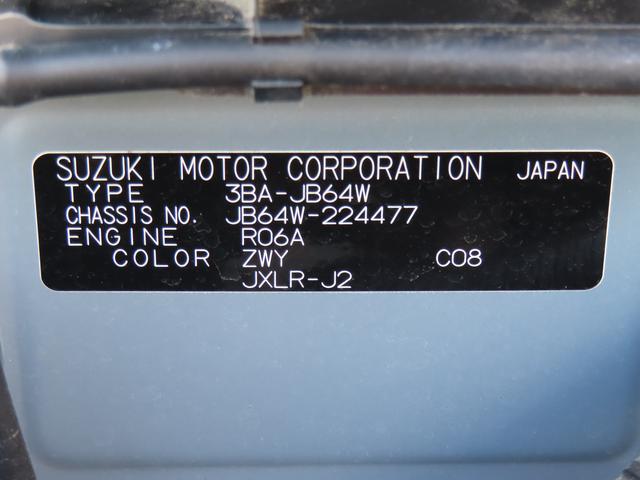 SUZUKI MOTOR CORPORATION JAPAN
TYPE 3BA-JB64W
CHASSIS NO. JB64W-224477
ENGINE R06A
COLOR ZWY C08
JXLR-J2